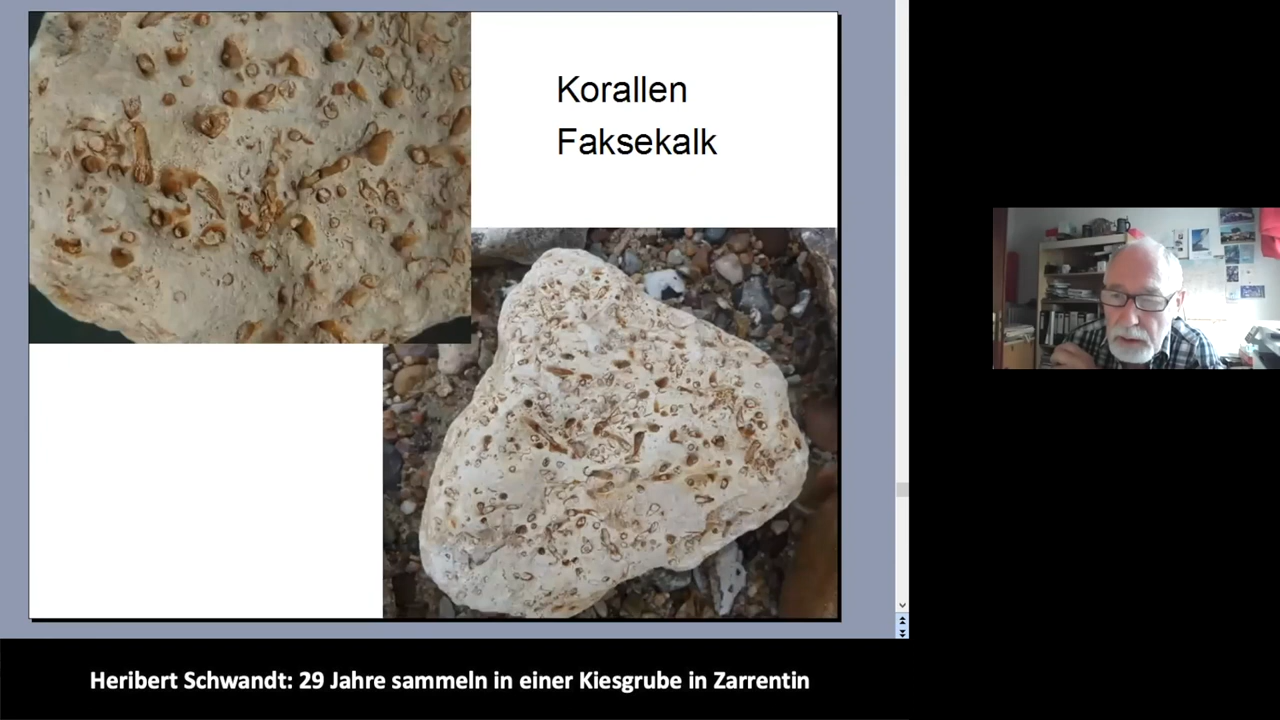 Korallen
Faksekalk
Heribert Schwandt: 29 Jahre sammeln in einer Kiesgrube in Zarrentin